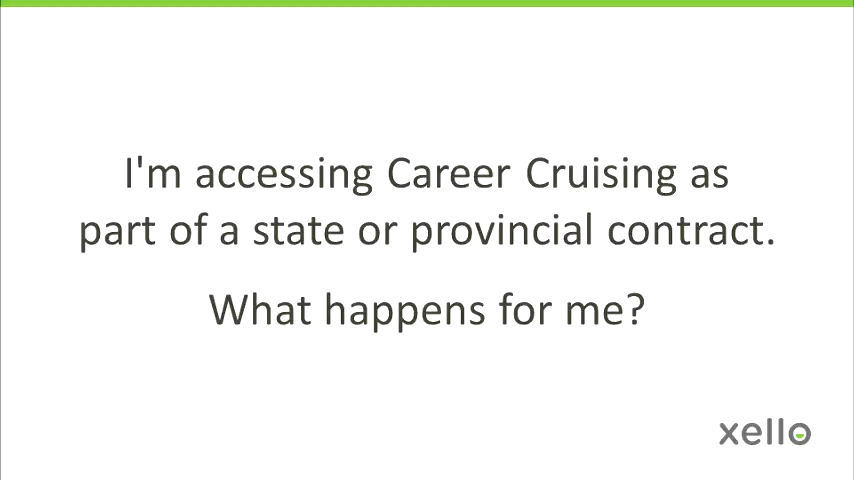 I'm accessing Career Cruising as
part of a state or provincial contract.
What happens for me?
xello